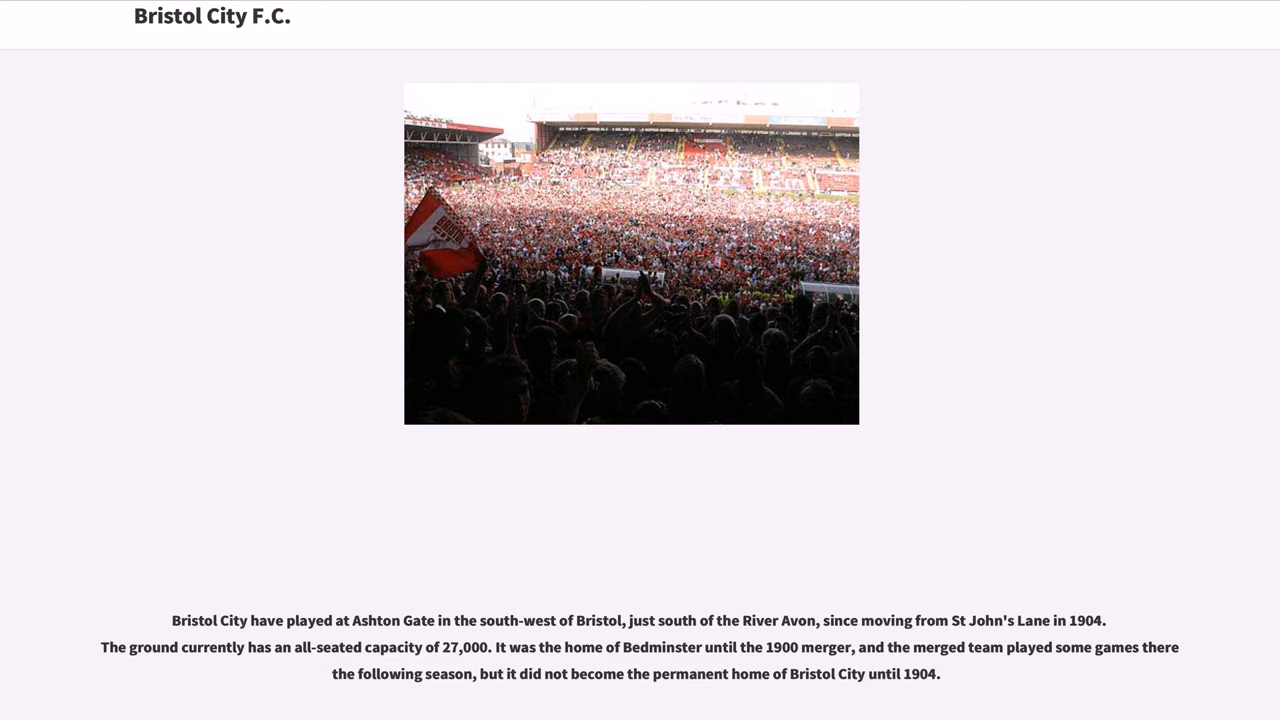 Bristol City F.C.
Bristol City have played at Ashton Gate in the south-west of Bristol, just south of the River Avon, since moving from St John's Lane in 1904.
The ground currently has an all-seated capacity of 27,000. It was the home of Bedminster until the 1900 merger, and the merged team played some games there
the following season, but it did not become the permanent home of Bristol City until 1904.